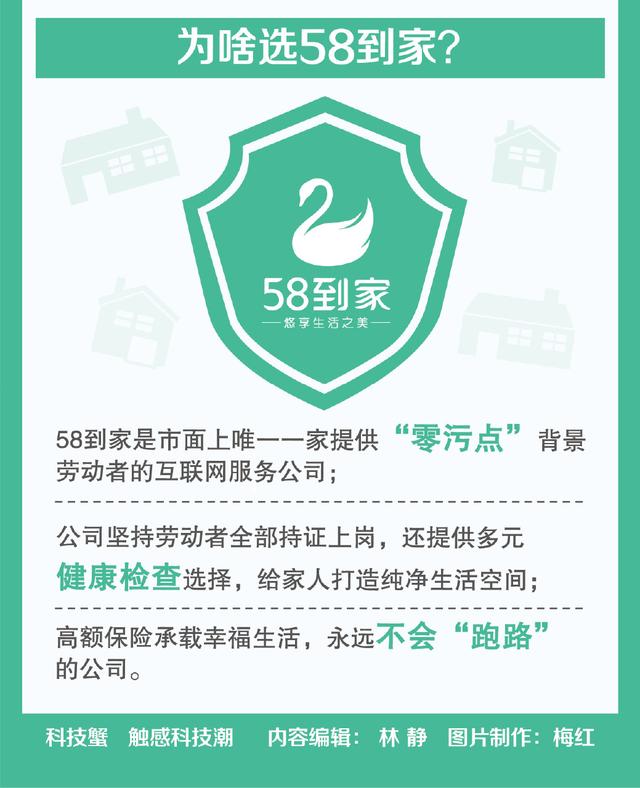 为啥选58到家?
58到家
悠享生活之美
58到家是市面上唯一一家提供“零污点”背景
劳动者的互联网服务公司；
公司坚持劳动者全部持证上岗，还提供多元
健康检查选择，给家人打造纯净生活空间；
高额保险承载幸福生活，永远不会“跑路”
的公司。
科技蟹 触感科技潮 内容编辑：林 静 图片制作：梅红